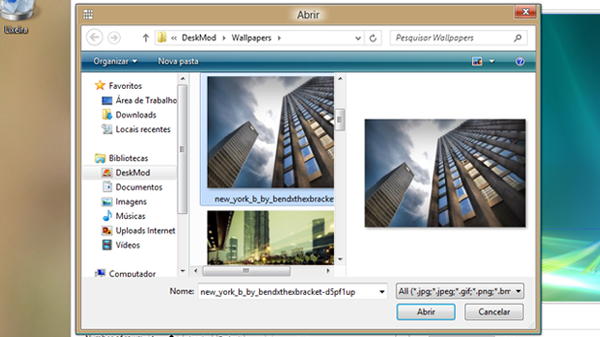 Lixeira
Abrir
« DeskMod › Wallpapers ›
Pesquisar Wallpapers
Organizar
Nova pasta
Favoritos
Área de Trabalho
Downloads
Locais recentes
Bibliotecas
DeskMod
Documentos
Imagens
Músicas
Uploads Internet
Vídeos
Computador
new_york_b_by_bendxthexbracket
Nome: new_york_b_by_bendxthexbracket-d5pf1up
All (*.jpg;*.jpeg;*.gif;*.png;*.bm
Abrir
Cancelar